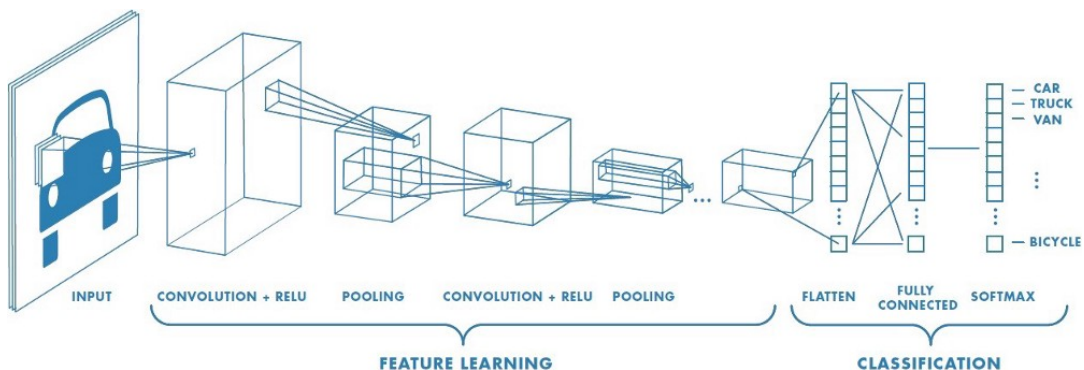 CAR
TRUCK
VAN
BICYCLE
INPUT
CONVOLUTION + RELU
POOLING
CONVOLUTION + RELU
POOLING
FLATTEN
FULLY
CONNECTED
SOFTMAX
FEATURE LEARNING
CLASSIFICATION